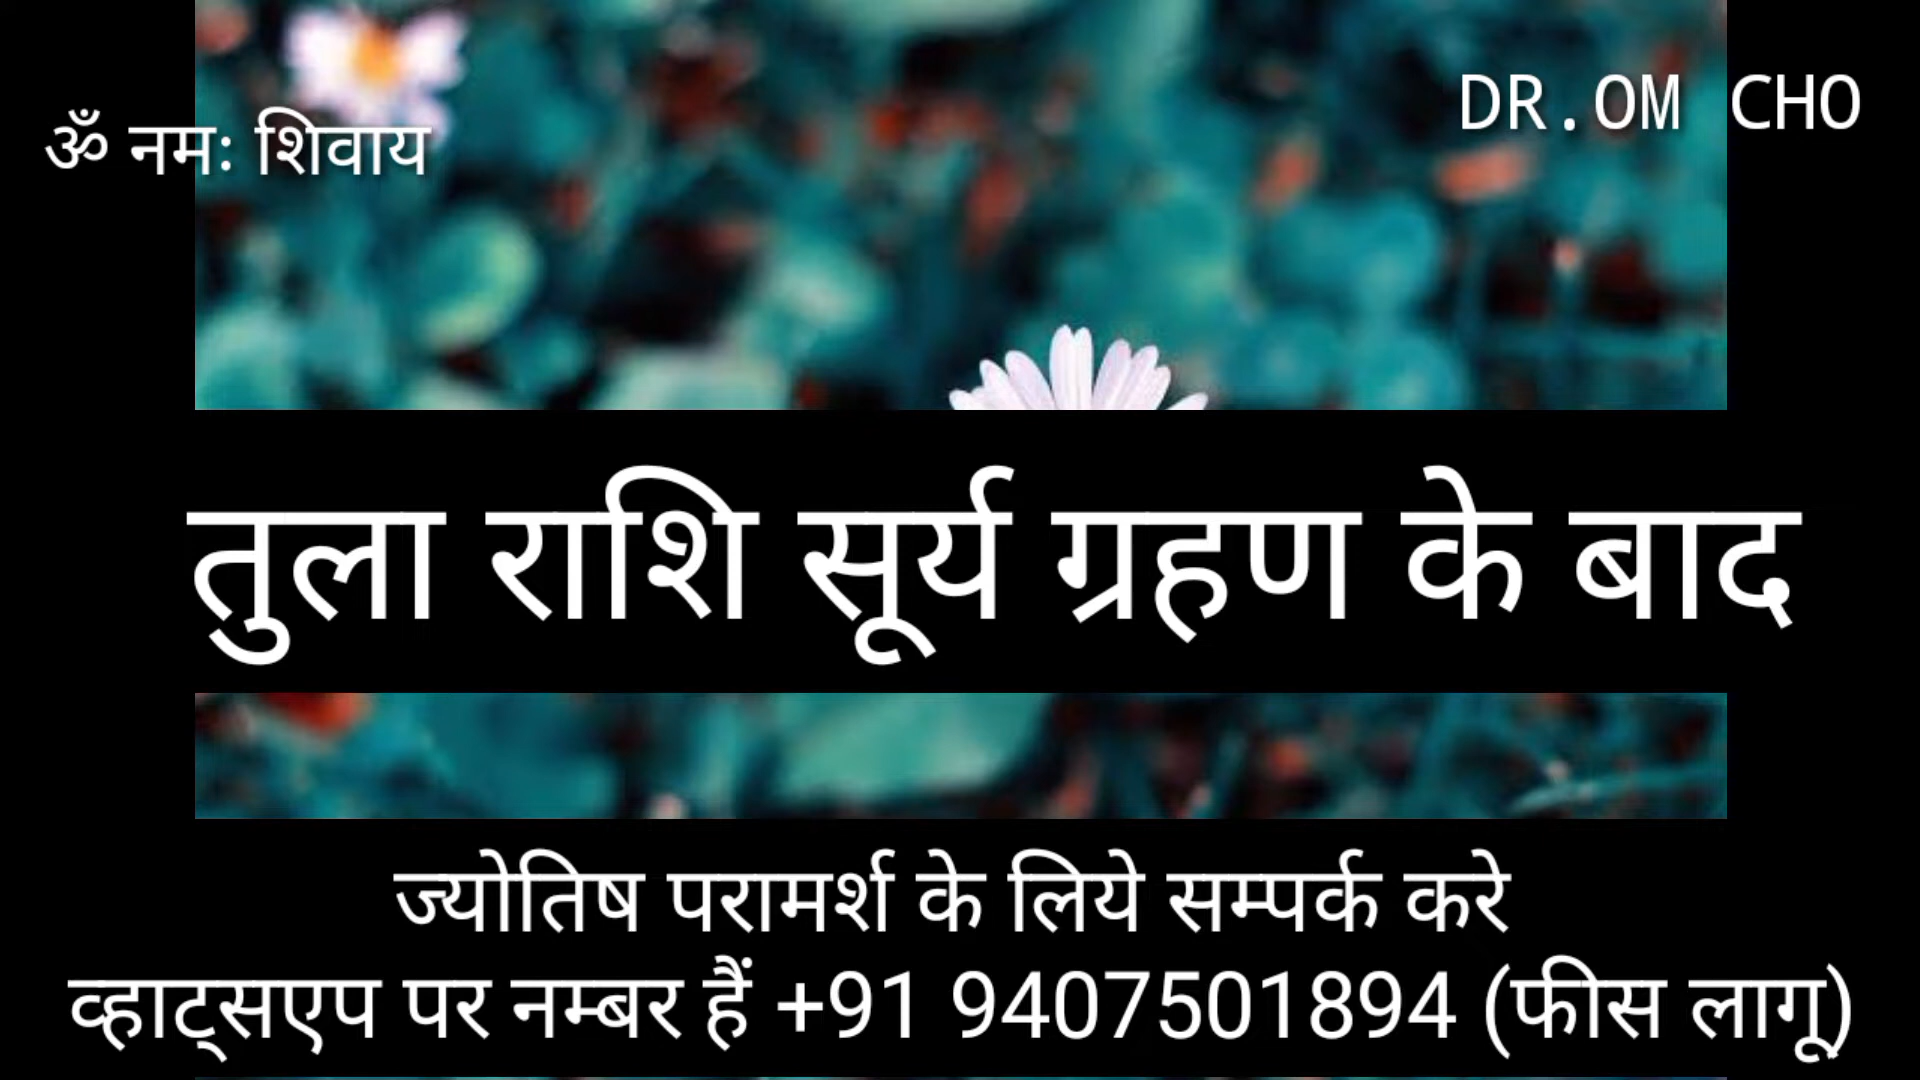 ॐ नमः शिवाय
DR.OM CHO
तुला राशि सूर्य ग्रहण के बाद
ज्योतिष परामर्श के लिये सम्पर्क करे
व्हाट्सएप पर नम्बर हैं +91 9407501894 (फीस लागू)